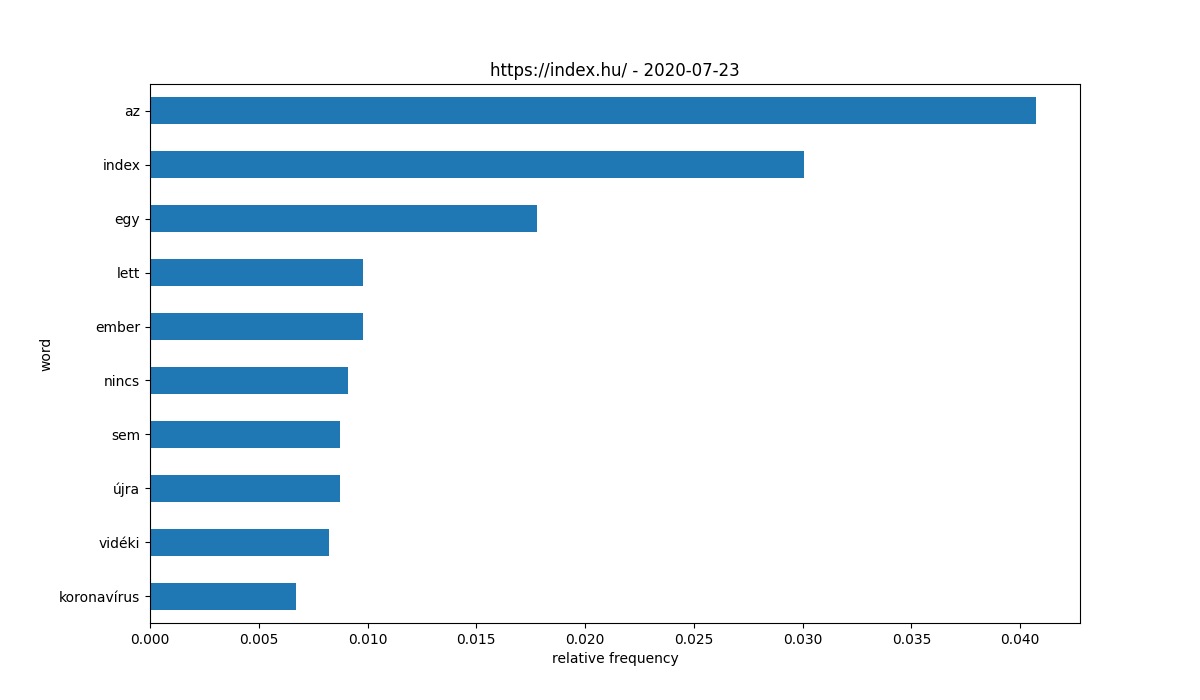 https://index.hu/ - 2020-07-23
az
index
egy
lett
ember
nincs
sem
újra
vidéki
koronavírus
word
0.000 0.005 0.010 0.015 0.020 0.025 0.030 0.035 0.040
relative frequency